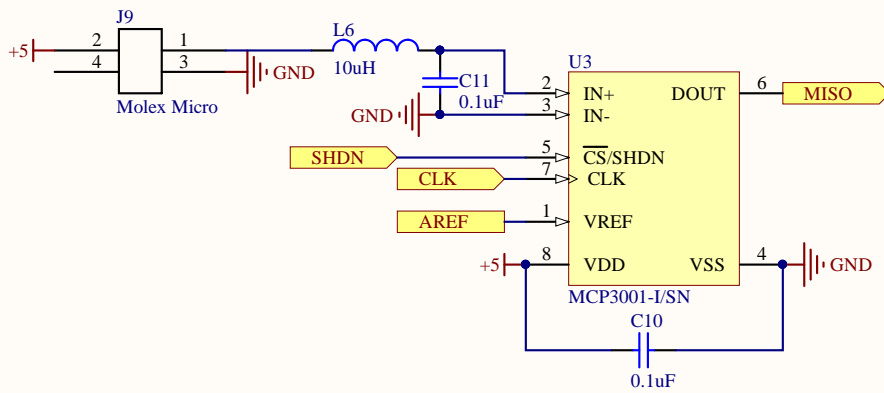 J9
+5
2
1
4
3
GND
Molex Micro
L6
10uH
C11
0.1uF
GND
U3
2
IN+
3
IN-
DOUT
6
MISO
SHDN
5
CS/SHDN
CLK
7
CLK
AREF
1
VREF
+5
8
VDD
VSS
4
GND
MCP3001-I/SN
C10
0.1uF